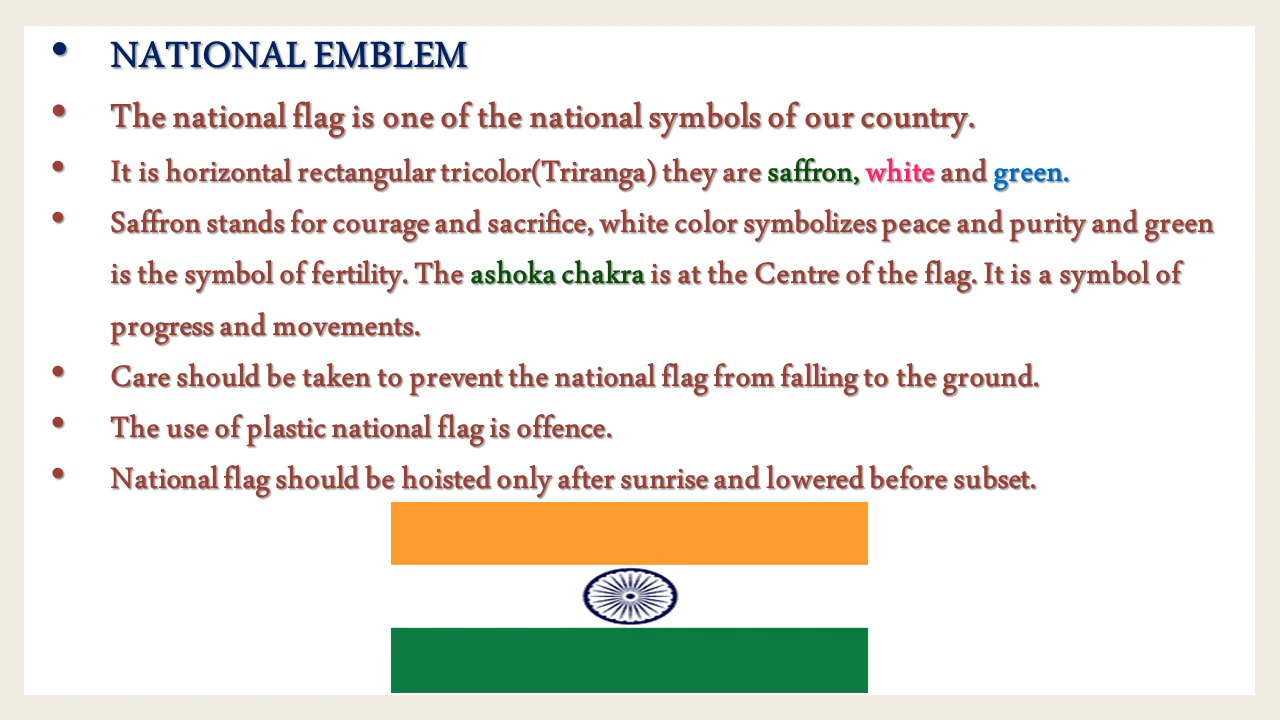 • NATIONAL EMBLEM
• The national flag is one of the national symbols of our country.
• It is horizontal rectangular tricolor(Triranga) they are saffron, white and green.
• Saffron stands for courage and sacrifice, white color symbolizes peace and purity and green
is the symbol of fertility. The ashoka chakra is at the Centre of the flag. It is a symbol of
progress and movements.
• Care should be taken to prevent the national flag from falling to the ground.
• The use of plastic national flag is offence.
• National flag should be hoisted only after sunrise and lowered before subset.